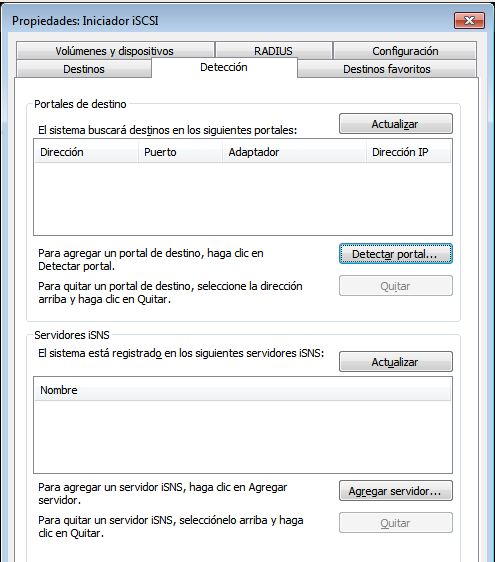 Propiedades: Iniciador iSCSI
Volúmenes y dispositivos RADIUS Configuración
Destinos Detección Destinos favoritos
Portales de destino
El sistema buscará destinos en los siguientes portales:
Actualizar
Dirección Puerto Adaptador Dirección IP
Para agregar un portal de destino, haga clic en
Detectar portal.
Detectar portal...
Para quitar un portal de destino, seleccione la dirección
arriba y haga clic en Quitar.
Quitar
Servidores iSNS
El sistema está registrado en los siguientes servidores iSNS:
Actualizar
Nombre
Para agregar un servidor iSNS, haga clic en Agregar
servidor.
Agregar servidor...
Para quitar un servidor iSNS, selecciónelo arriba y haga
clic en Quitar.
Quitar